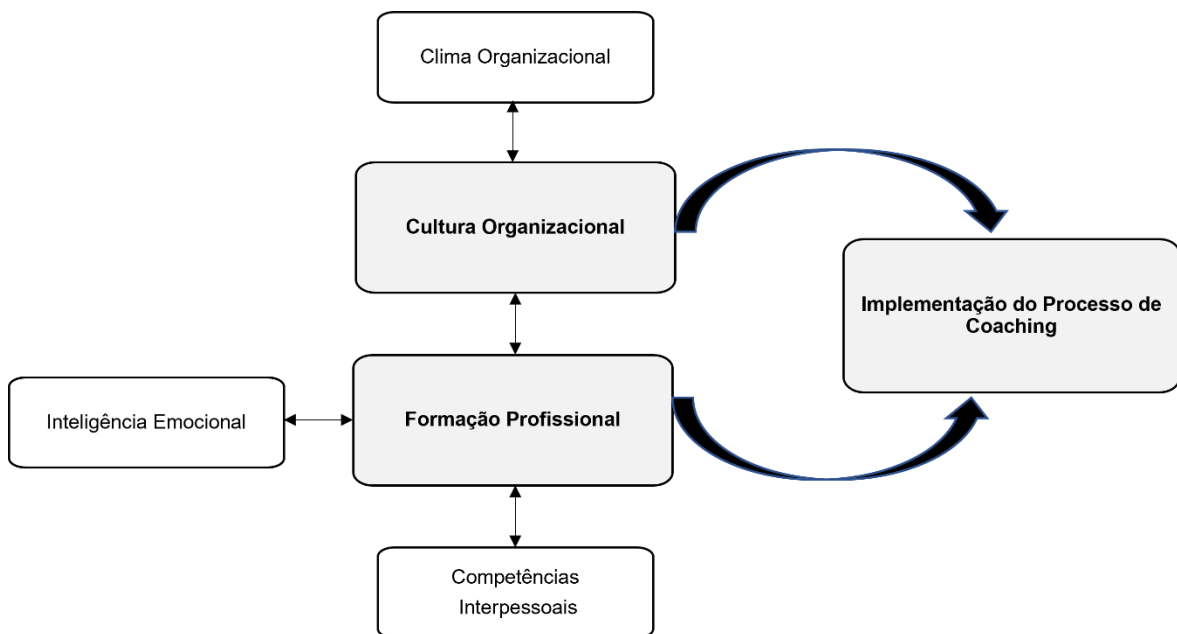 Clima Organizacional
Cultura Organizacional
Implementação do Processo de
Coaching
Formação Profissional
Inteligência Emocional
Competências
Interpessoais